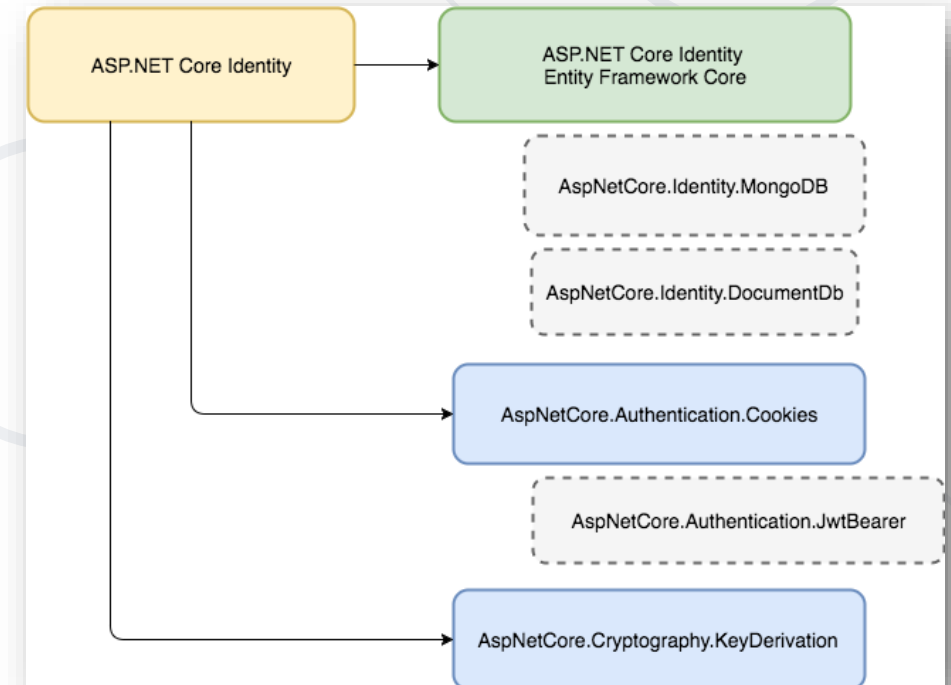 ASP.NET Core Identity
ASP.NET Core Identity
Entity Framework Core
AspNetCore.Identity.MongoDB
AspNetCore.Identity.DocumentDb
AspNetCore.Authentication.Cookies
AspNetCore.Authentication.JwtBearer
AspNetCore.Cryptography.KeyDerivation